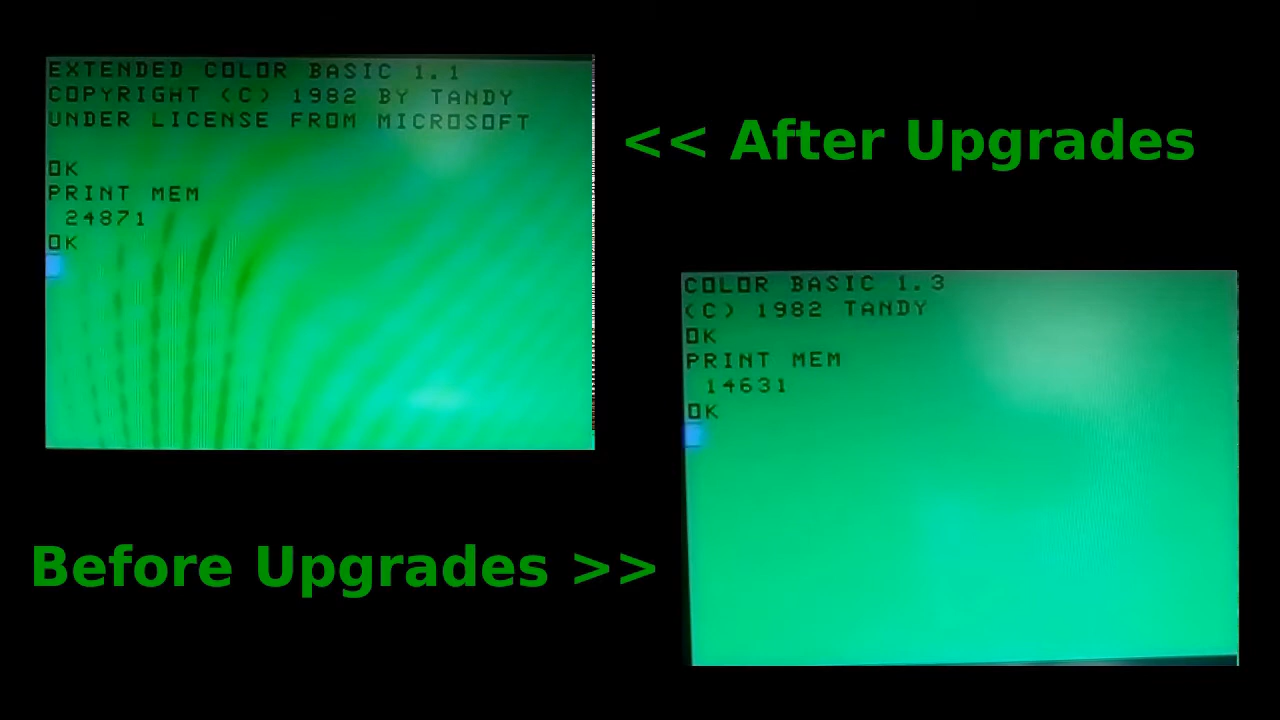 EXTENDED COLOR BASIC 1.1
COPYRIGHT (C) 1982 BY TANDY
UNDER LICENSE FROM MICROSOFT
OK
PRINT MEM
24871
OK
<< After Upgrades
COLOR BASIC 1.3
(C) 1982 TANDY
OK
PRINT MEM
14631
OK
Before Upgrades >>